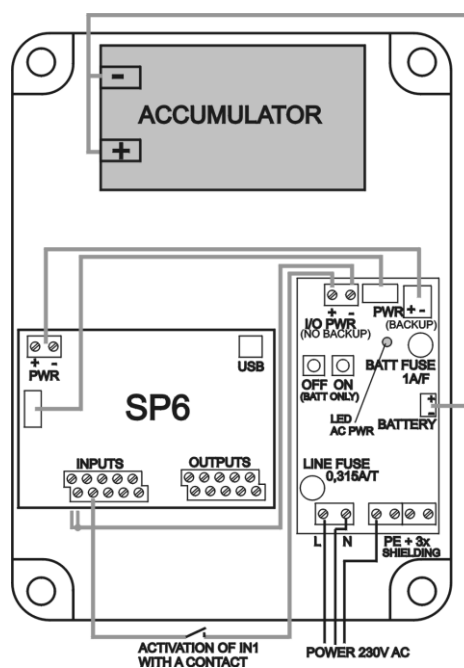 -
ACCUMULATOR
+
+ -
I/O PWR
(NO BACKUP)
PWR
+ -
(BACKUP)
+ -
PWR
USB
BATT FUSE
1A/F
OFF ON
(BATT ONLY)
SP6
LED
AC PWR
+
-
BATTERY
INPUTS
OUTPUTS
LINE FUSE
0,315A/T
L N
PE + 3x
SHIELDING
ACTIVATION OF IN1
WITH A CONTACT
POWER 230V AC